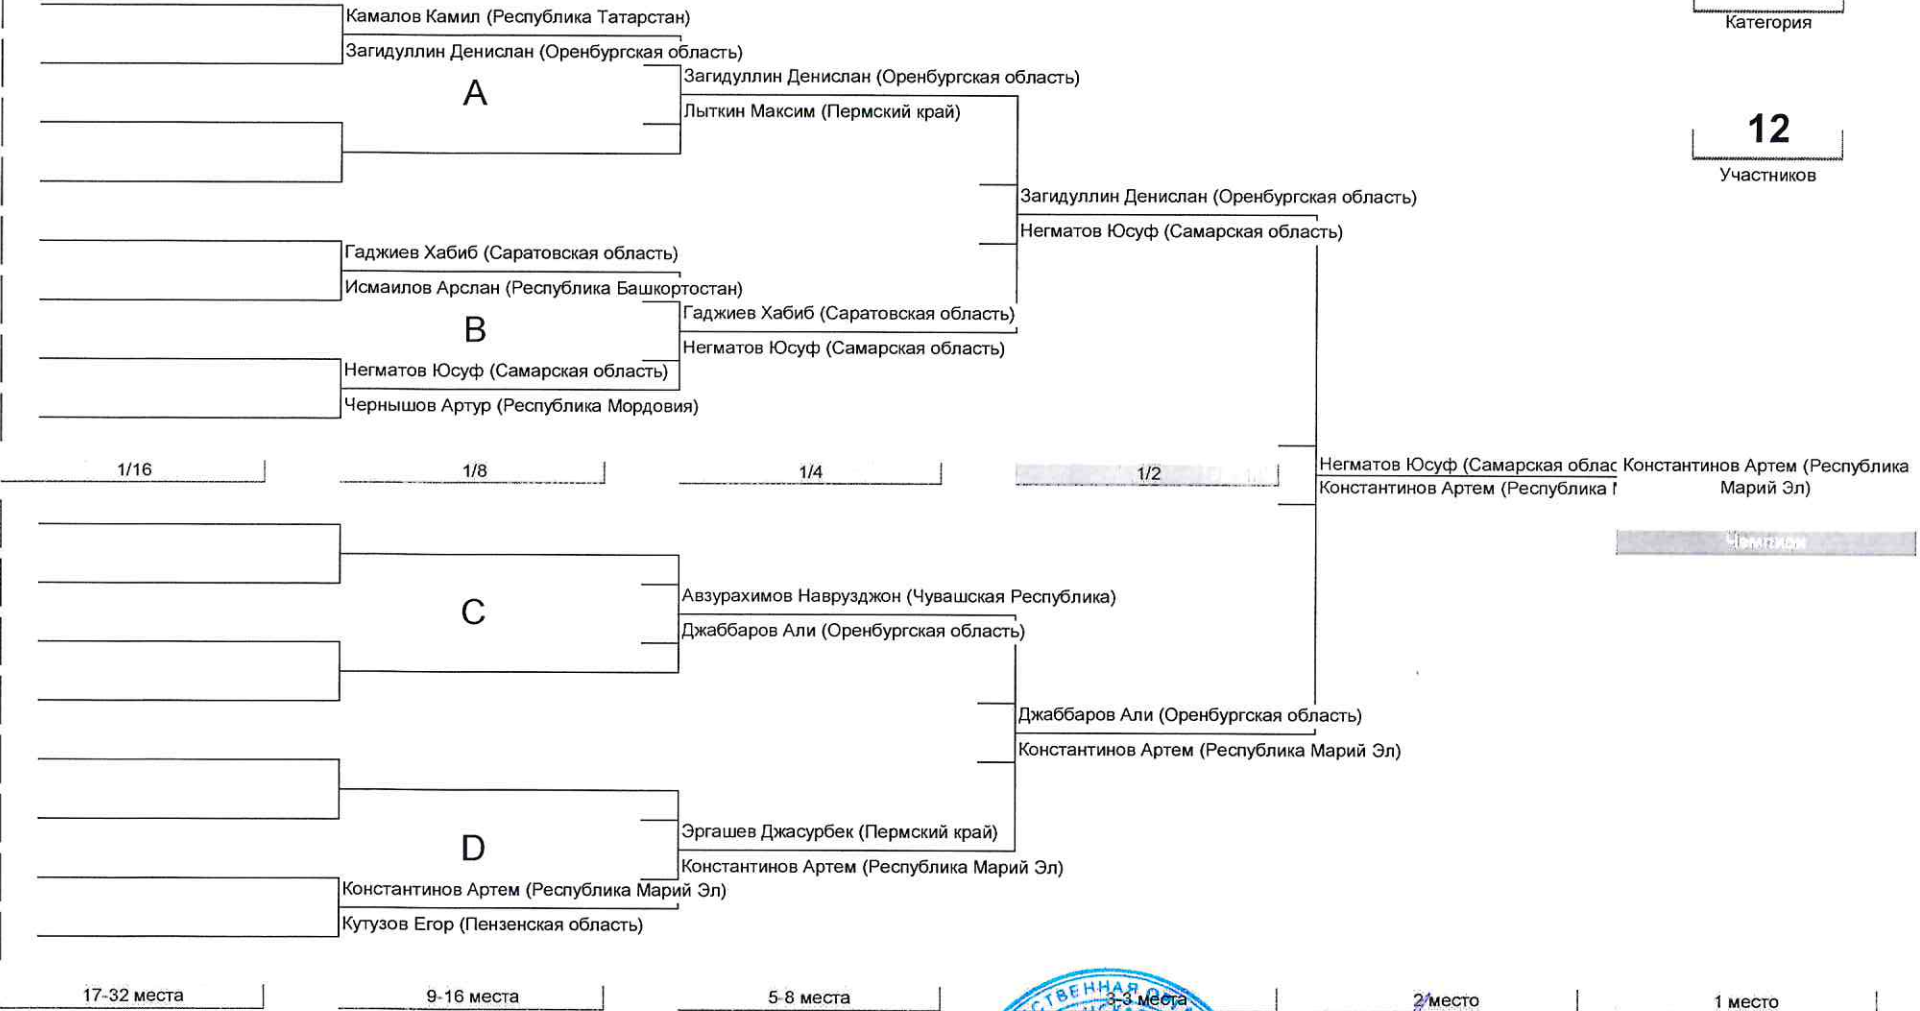 Камалов Камил (Республика Татарстан)
Загидуллин Денислан (Оренбургская область)
A
Загидуллин Денислан (Оренбургская область)
Лыткин Максим (Пермский край)
Категория
12
Участников
Загидуллин Денислан (Оренбургская область)
Негматов Юсуф (Самарская область)
Гаджиев Хабиб (Саратовская область)
Исмаилов Арслан (Республика Башкортостан)
B
Гаджиев Хабиб (Саратовская область)
Негматов Юсуф (Самарская область)
Негматов Юсуф (Самарская область)
Чернышов Артур (Республика Мордовия)
1/16
1/8
1/4
1/2
Негматов Юсуф (Самарская облас
Константинов Артем (Республика
Константинов Артем (Республика
Марий Эл)
Чемпион
C
Авзурахимов Наврузджон (Чувашская Республика)
Джаббаров Али (Оренбургская область)
Джаббаров Али (Оренбургская область)
Константинов Артем (Республика Марий Эл)
D
Эргашев Джасурбек (Пермский край)
Константинов Артем (Республика Марий Эл)
Константинов Артем (Республика Марий Эл)
Кутузов Егор (Пензенская область)
17-32 места
9-16 места
5-8 места
3-3 места
2 место
1 место